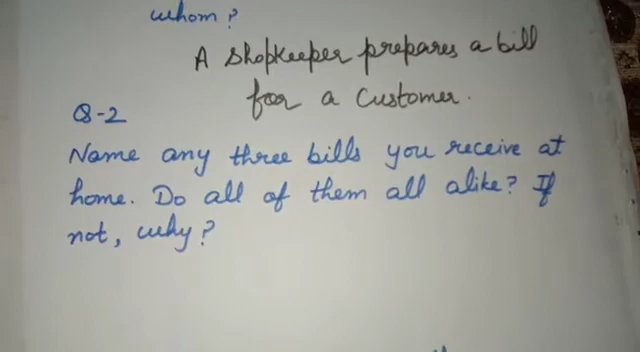 whom?
A Shopkeeper prepares a bill
for a Customer.
Q-2
Name any three bills you receive at
home. Do all of them all alike? If
not, why?